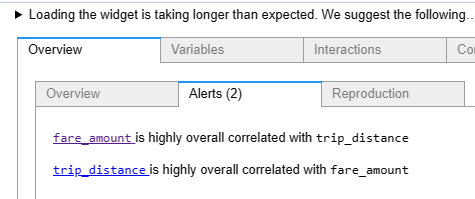 ► Loading the widget is taking longer than expected. We suggest the following...
Overview Variables Interactions
Overview Alerts (2) Reproduction
fare_amount is highly overall correlated with trip_distance
trip_distance is highly overall correlated with fare_amount